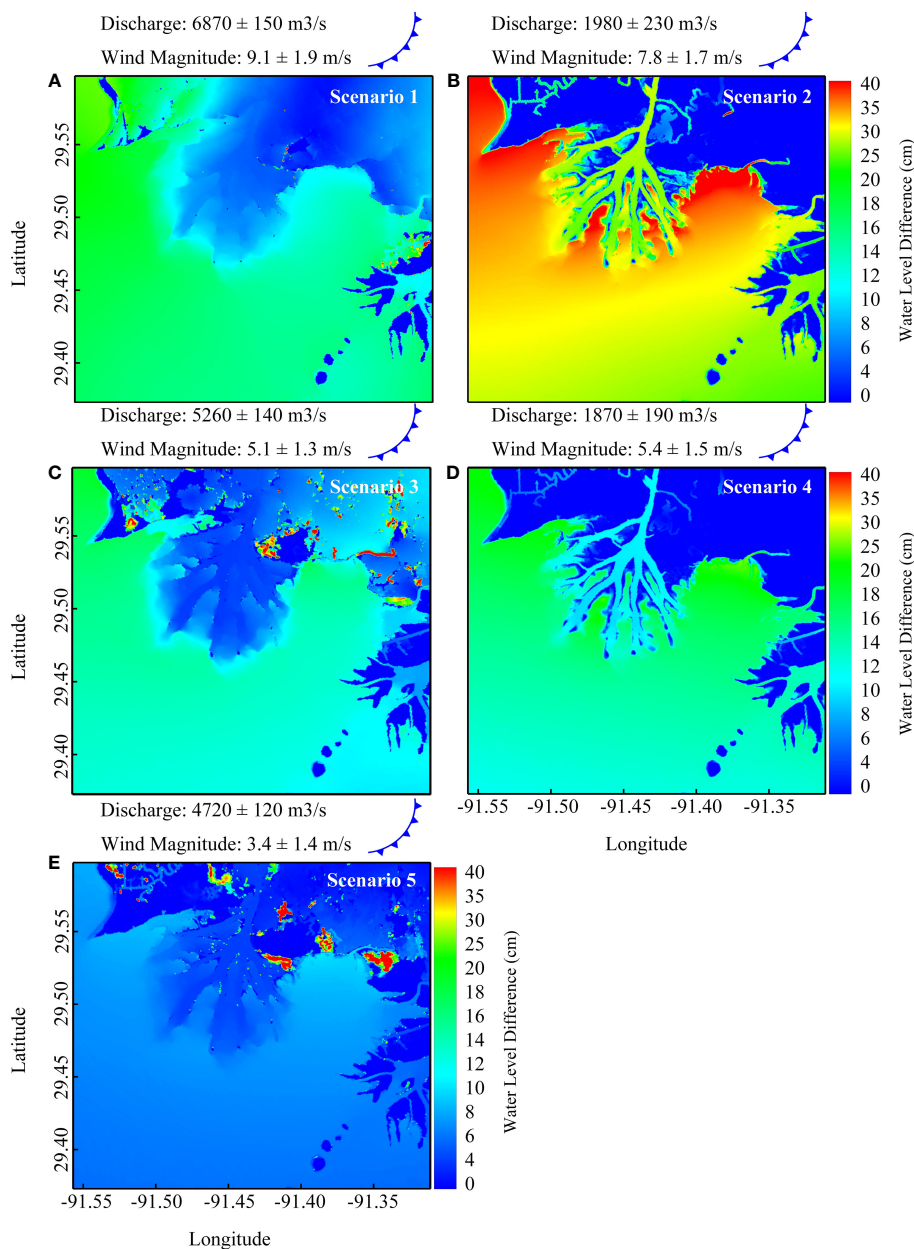 Discharge: 6870 ± 150 m3/s
Wind Magnitude: 9.1 ± 1.9 m/s
Discharge: 1980 ± 230 m3/s
Wind Magnitude: 7.8 ± 1.7 m/s
A
Scenario 1
Latitude
29.55
29.50
29.45
29.40
B
Scenario 2
40
35
30
25
20
18
16
14
12
10
8
6
4
0
Water Level Difference (cm)
Discharge: 5260 ± 140 m3/s
Wind Magnitude: 5.1 ± 1.3 m/s
Discharge: 1870 ± 190 m3/s
Wind Magnitude: 5.4 ± 1.5 m/s
C
Scenario 3
Latitude
29.55
29.50
29.45
29.40
D
Scenario 4
40
35
30
25
20
18
16
14
12
10
8
6
4
0
Water Level Difference (cm)
-91.55
-91.50
-91.45
-91.40
-91.35
Longitude
Discharge: 4720 ± 120 m3/s
Wind Magnitude: 3.4 ± 1.4 m/s
E
Scenario 5
Latitude
29.55
29.50
29.45
29.40
40
35
30
25
20
18
16
14
12
10
8
6
4
0
Water Level Difference (cm)
-91.55
-91.50
-91.45
-91.40
-91.35
Longitude